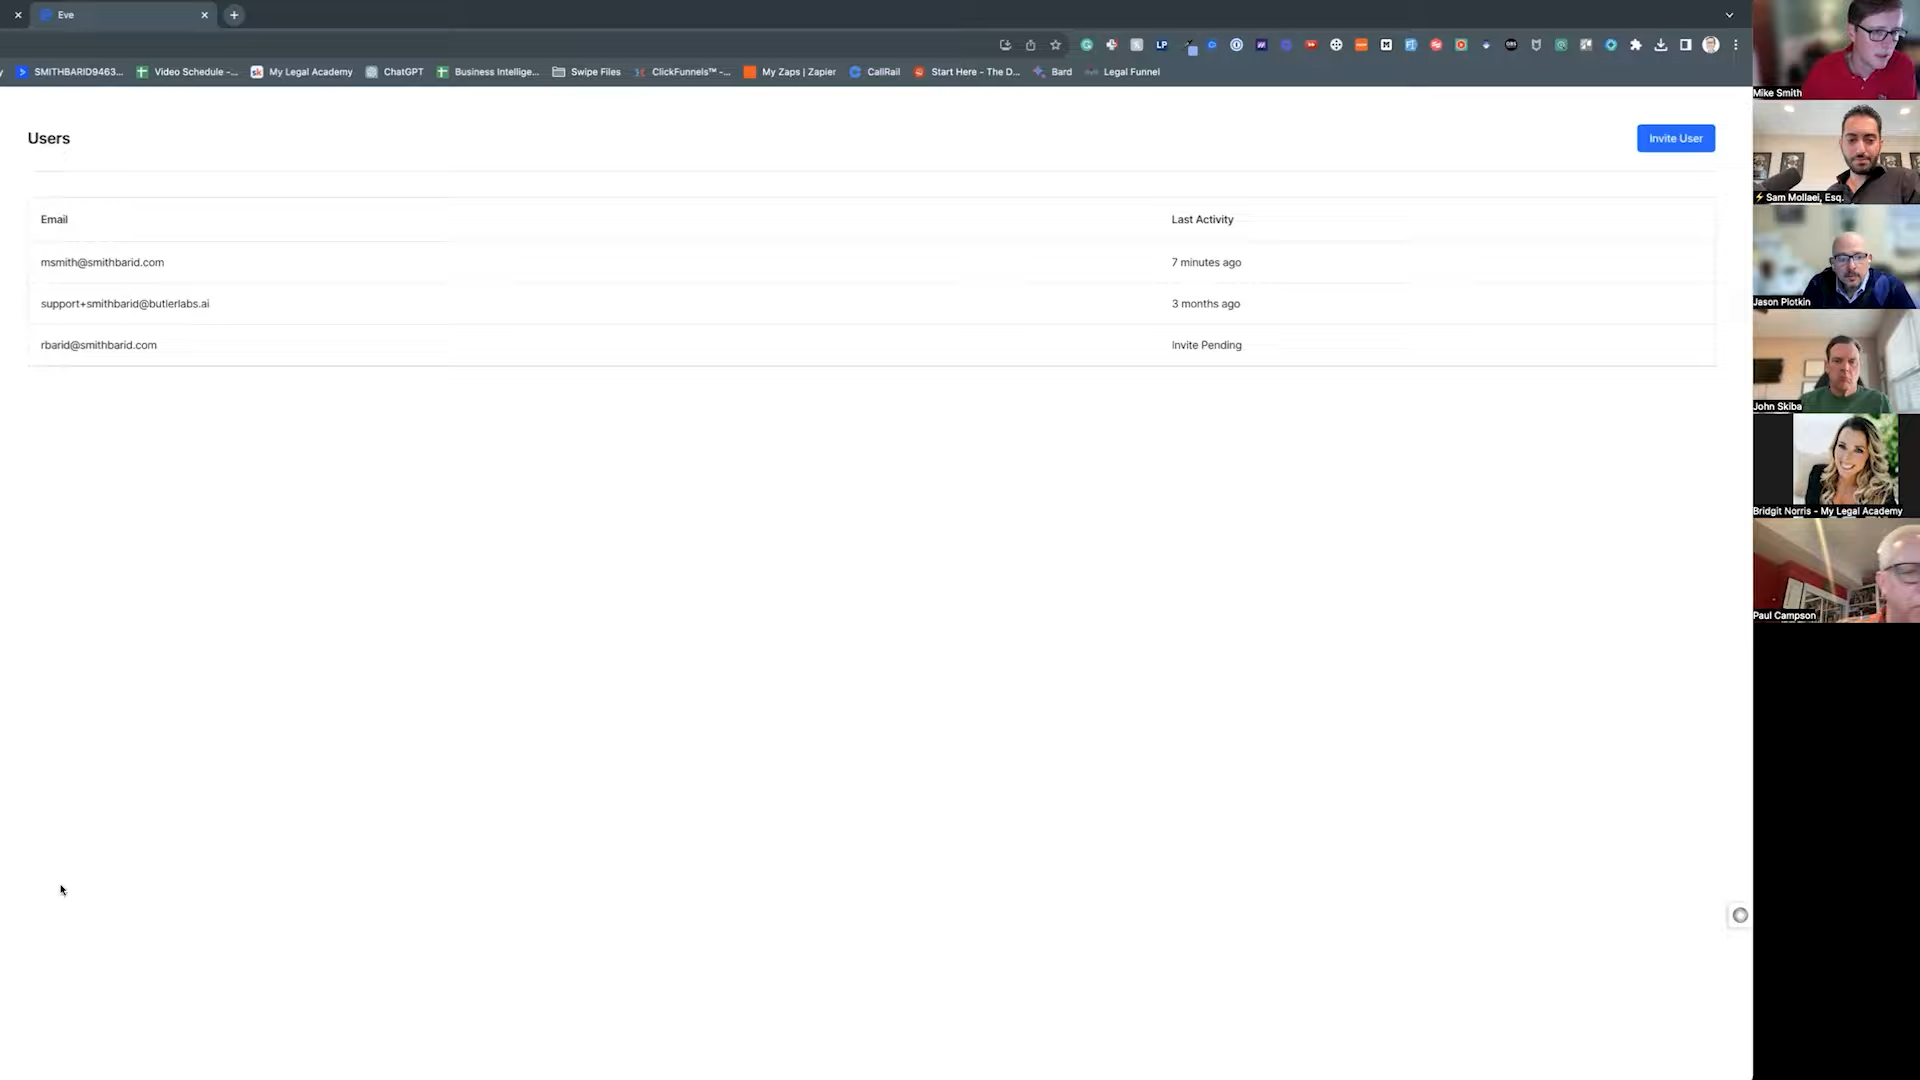 Eve
SMITHBARID9463...
Video Schedule -...
My Legal Academy
ChatGPT
Business Intellige...
Swipe Files
ClickFunnels™ -...
My Zaps | Zapier
CallRail
Start Here - The D...
Bard
Legal Funnel
Users
Invite User
Email
Last Activity
msmith@smithbarid.com
7 minutes ago
support+smithbarid@butlerlabs.ai
3 months ago
rbarid@smithbarid.com
Invite Pending
Mike Smith
Sam Mollaei, Esq.
Jason Plotkin
John Skiba
Bridgit Norris - My Legal Academy
Paul Campson